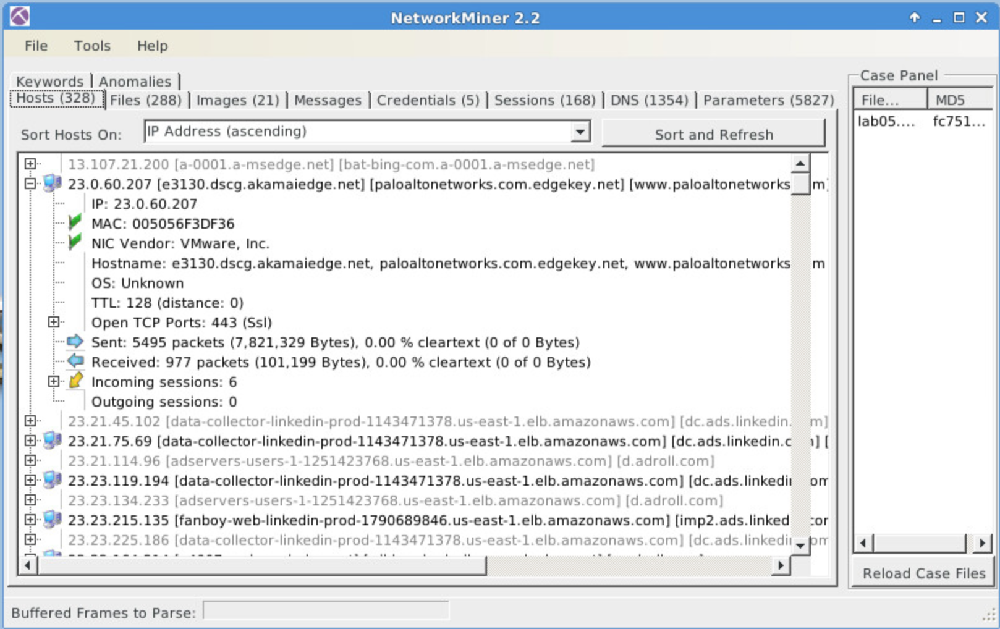 NetworkMiner 2.2
File Tools Help
Keywords Anomalies
Hosts (328) Files (288) Images (21) Messages Credentials (5) Sessions (168) DNS (1354) Parameters (5827)
Sort Hosts On: IP Address (ascending) Sort and Refresh
13.107.21.200 [a-0001.a-msedge.net] [bat-bing-com.a-0001.a-msedge.net]
23.0.60.207 [e3130.dscg.akamaiedge.net] [paloaltonetworks.com.edgekey.net] [www.paloaltonetworks m]
IP: 23.0.60.207
MAC: 005056F3DF36
NIC Vendor: VMware, Inc.
Hostname: e3130.dscg.akamaiedge.net, paloaltonetworks.com.edgekey.net, www.paloaltonetworks m
OS: Unknown
TTL: 128 (distance: 0)
Open TCP Ports: 443 (Ssl)
Sent: 5495 packets (7,821,329 Bytes), 0.00 % cleartext (0 of 0 Bytes)
Received: 977 packets (101,199 Bytes), 0.00 % cleartext (0 of 0 Bytes)
Incoming sessions: 6
Outgoing sessions: 0
23.21.45.102 [data-collector-linkedin-prod-1143471378.us-east-1.elb.amazonaws.com] [dc.ads.linkedin. m]
23.21.75.69 [data-collector-linkedin-prod-1143471378.us-east-1.elb.amazonaws.com] [dc.ads.linkedin.c ] [
23.21.114.96 [adservers-users-1-1251423768.us-east-1.elb.amazonaws.com] [d.adroll.com]
23.23.119.194 [data-collector-linkedin-prod-1143471378.us-east-1.elb.amazonaws.com] [dc.ads.linkedi om
23.23.134.233 [adservers-users-1-1251423768.us-east-1.elb.amazonaws.com] [d.adroll.com]
23.23.215.135 [fanboy-web-linkedin-prod-1790689846.us-east-1.elb.amazonaws.com] [imp2.ads.linked com
23.23.225.186 [data-collector-linkedin-prod-1143471378.us-east-1.elb.amazonaws.com] [dc.ads.linkedi om
Case Panel
File... MD5
lab05.... fc751...
Reload Case Files
Buffered Frames to Parse: